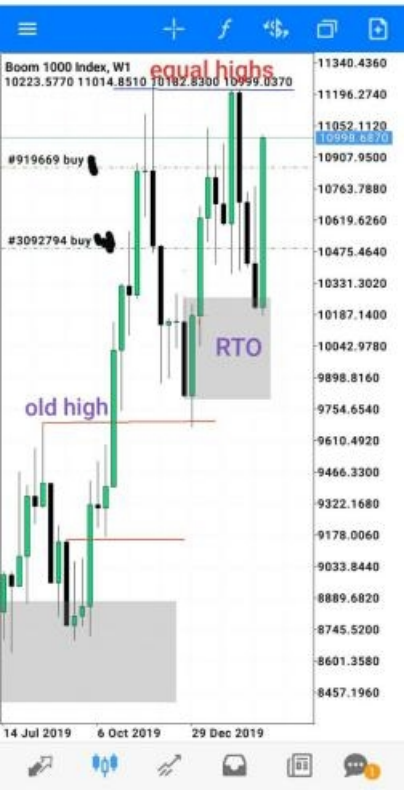 Boom 1000 Index, W1
10223.5770 11014.8510 10182.8300 10999.0370
equal highs
#919669 buy
#3092794 buy
RTO
old high
11340.4360
11196.2740
11052.1120
10998.6870
10907.9500
10763.7880
10619.6260
10475.4640
10331.3020
10187.1400
10042.9780
9898.8160
9754.6540
9610.4920
9466.3300
9322.1680
9178.0060
9033.8440
8889.6820
8745.5200
8601.3580
8457.1960
14 Jul 2019 6 Oct 2019 29 Dec 2019
1